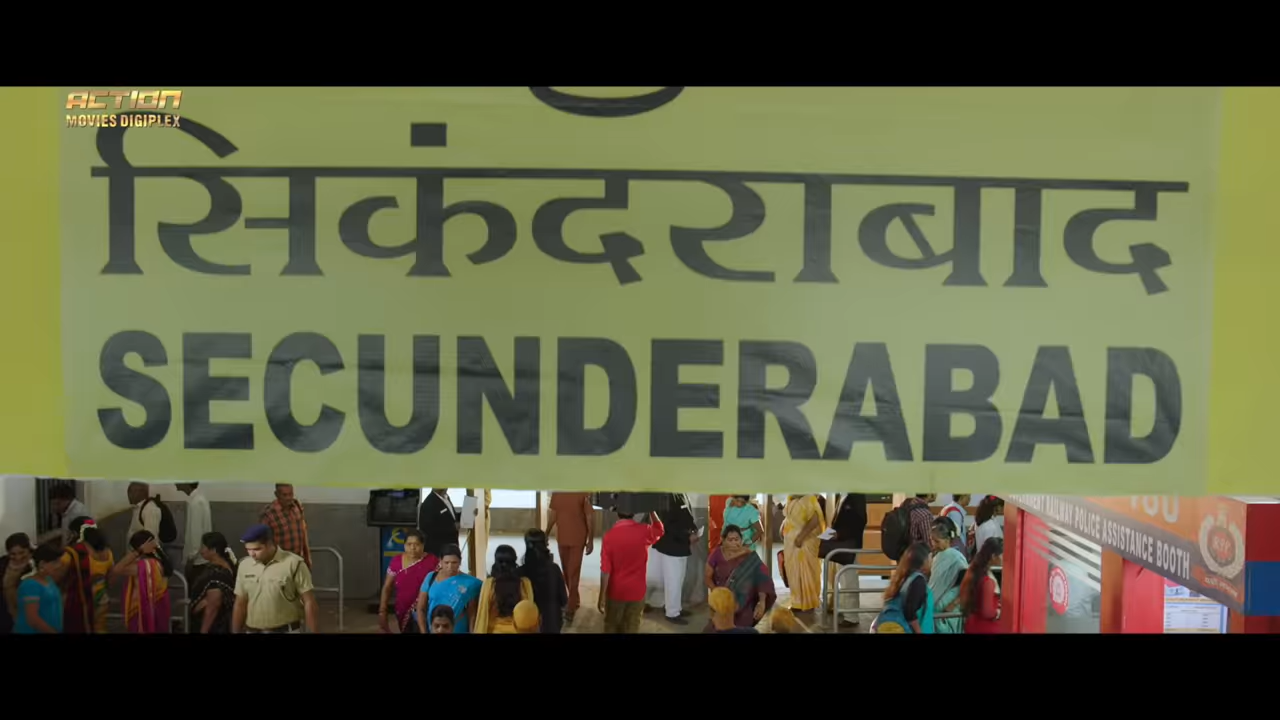 ACTION
MOVIES DIGIPLEX
सिकंदराबाद
SECUNDERABAD
RAILWAY POLICE ASSISTANCE BOOTH